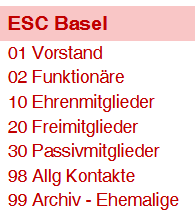 ESC Basel
01 Vorstand
02 Funktionäre
10 Ehrenmitglieder
20 Freimitglieder
30 Passivmitglieder
98 Allg Kontakte
99 Archiv - Ehemalige